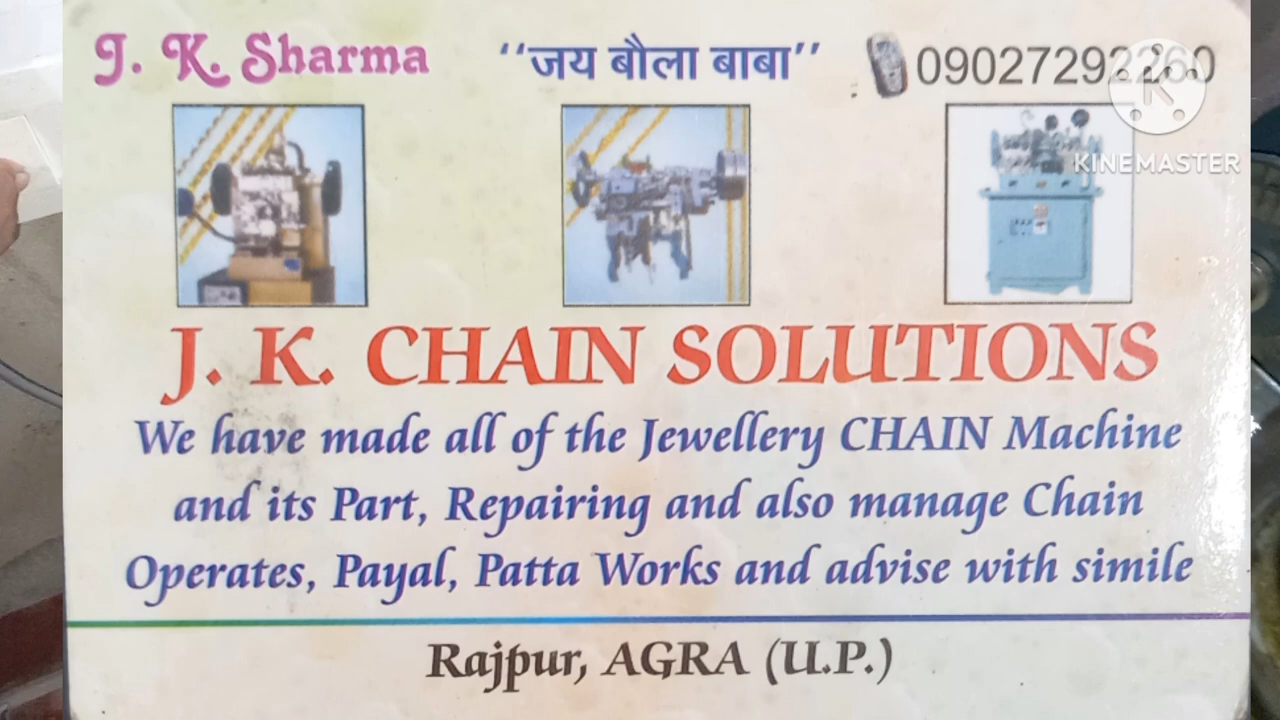 J. K. Sharma "जय बौला बाबा" 09027292260
KINEMASTER
J. K. CHAIN SOLUTIONS
We have made all of the Jewellery CHAIN Machine
and its Part, Repairing and also manage Chain
Operates, Payal, Patta Works and advise with simile
Rajpur, AGRA (U.P.)